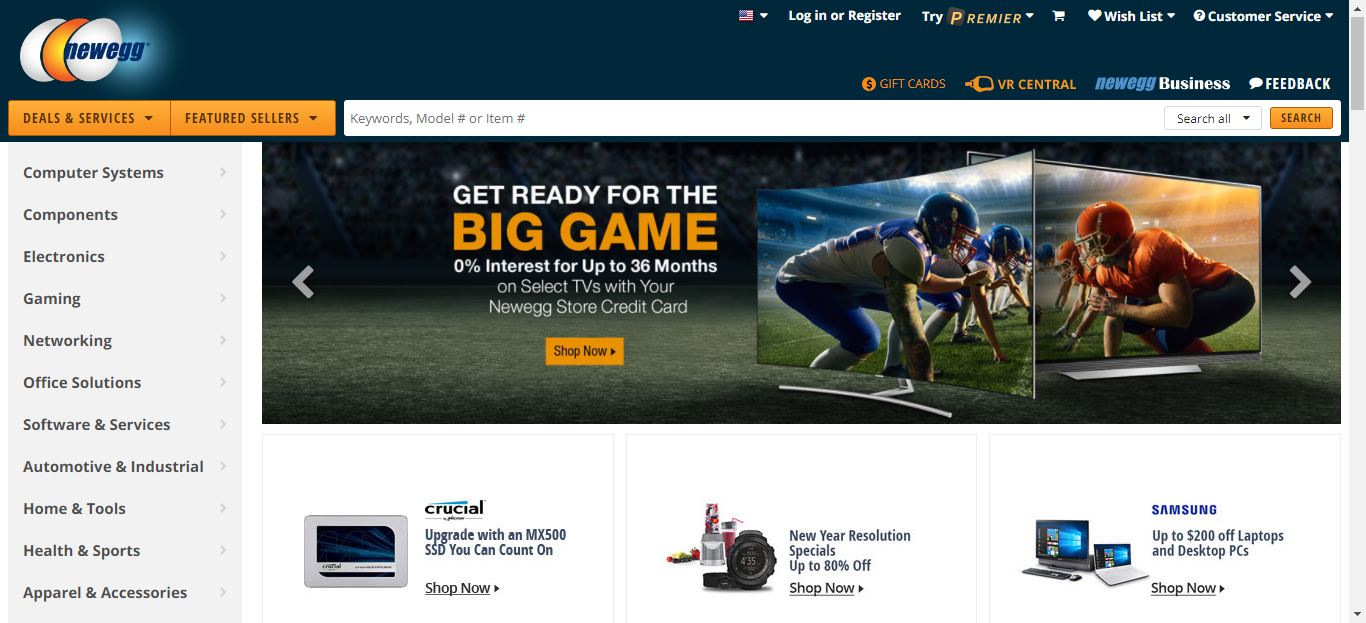 Log in or Register
Try PREMIER
Wish List
Customer Service
newegg
GIFT CARDS
VR CENTRAL
newegg Business
FEEDBACK
DEALS & SERVICES
FEATURED SELLERS
Keywords, Model # or Item #
Search all
SEARCH
Computer Systems
Components
Electronics
Gaming
Networking
Office Solutions
Software & Services
Automotive & Industrial
Home & Tools
Health & Sports
Apparel & Accessories
GET READY FOR THE
BIG GAME
0% Interest for Up to 36 Months
on Select TVs with Your
Newegg Store Credit Card
Shop Now
crucial
Upgrade with an MX500
SSD You Can Count On
Shop Now
crucial
New Year Resolution
Specials
Up to 80% Off
Shop Now
4:35
SAMSUNG
Up to $200 off Laptops
and Desktop PCs
Shop Now